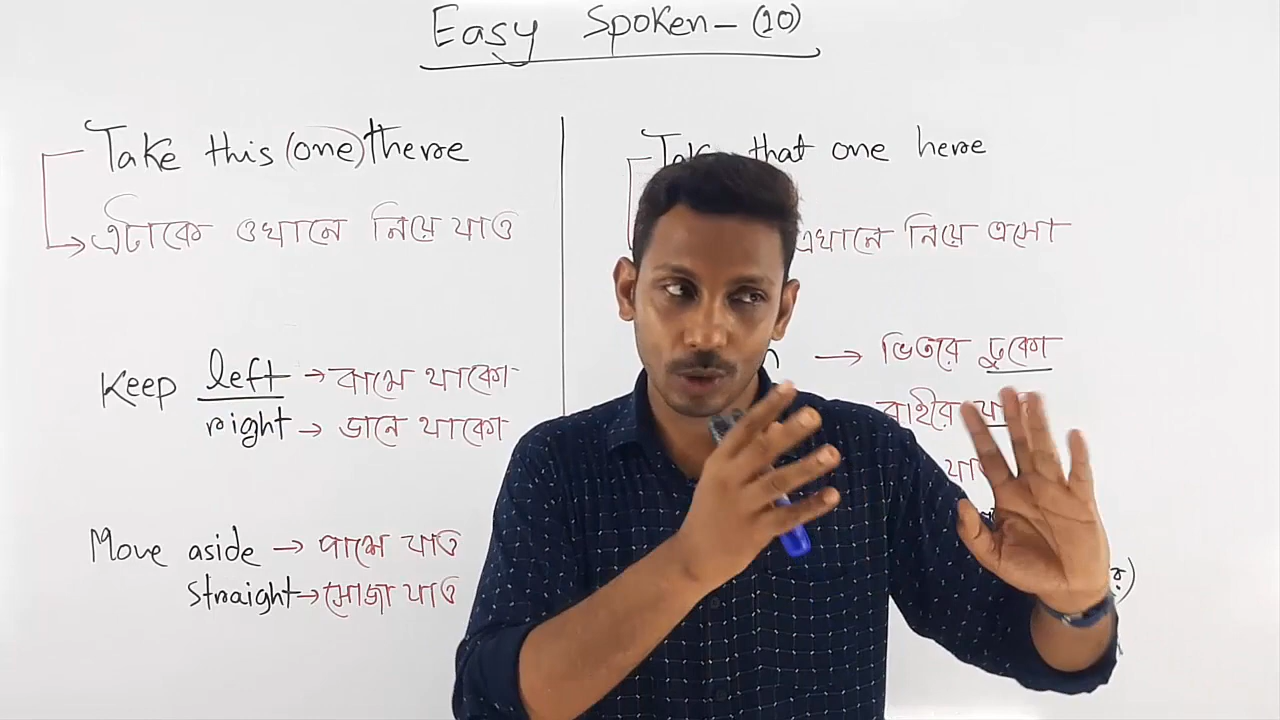 Easy Spoken - (10)
Take this (one) there
এটাকে ওখানে নিয়ে যাও
Keep left → বামে থাকো
right → ডানে থাকো
Move aside → পাশে যাও
straight → সোজা যাও
Take that one here
এখানে নিয়ে এসো
→ ভিতরে ঢুকো
বাহীরে